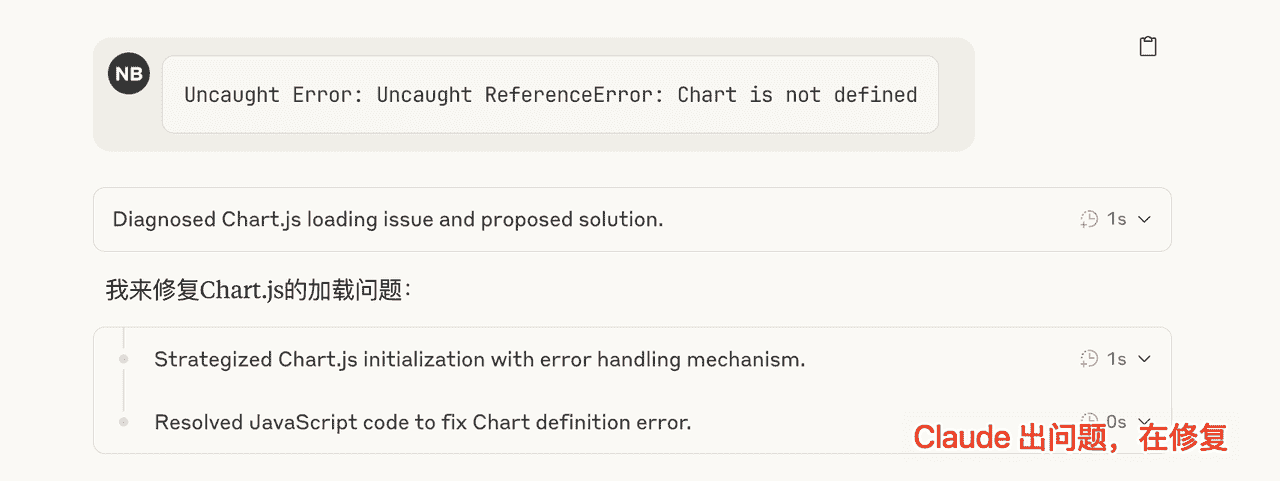 NB
Uncaught Error: Uncaught ReferenceError: Chart is not defined
Diagnosed Chart.js loading issue and proposed solution.
1s
我来修复Chart.js的加载问题：
Strategized Chart.js initialization with error handling mechanism.
1s
Resolved JavaScript code to fix Chart definition error.
0s
Claude 出问题，在修复